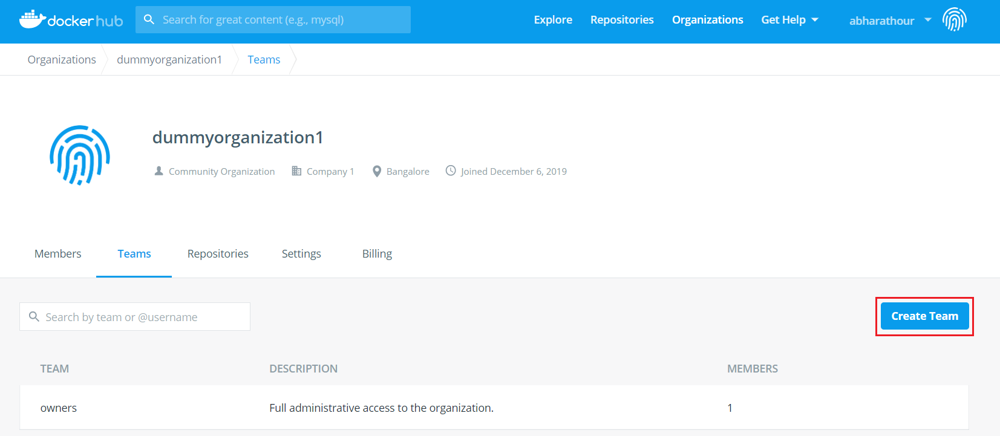 docker hub Search for great content (e.g., mysql) Explore Repositories Organizations Get Help abharathour
Organizations dummyorganization1 Teams
dummyorganization1
Community Organization Company 1 Bangalore Joined December 6, 2019
Members Teams Repositories Settings Billing
Search by team or @username Create Team
TEAM DESCRIPTION MEMBERS
owners Full administrative access to the organization. 1